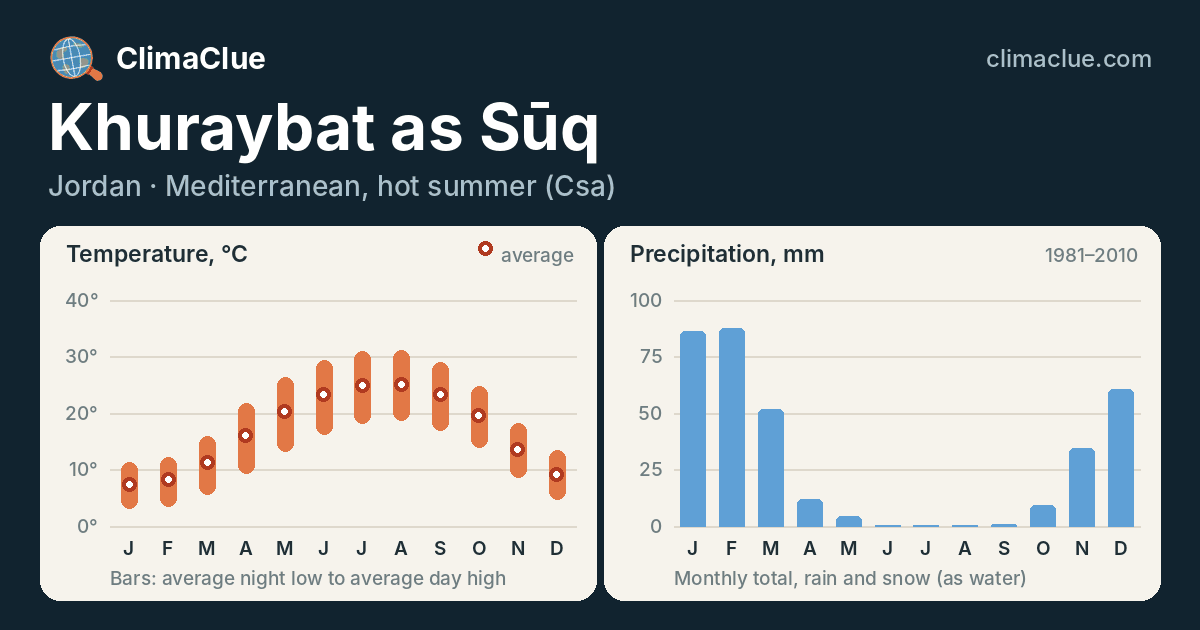 ClimaClue
climaclue.com
Khuraybat as Sūq
Jordan · Mediterranean, hot summer (Csa)
Temperature, °C
average
40°
30°
20°
10°
0°
J F M A M J J A S O N D
Bars: average night low to average day high
Precipitation, mm
1981–2010
100
75
50
25
0
J F M A M J J A S O N D
Monthly total, rain and snow (as water)